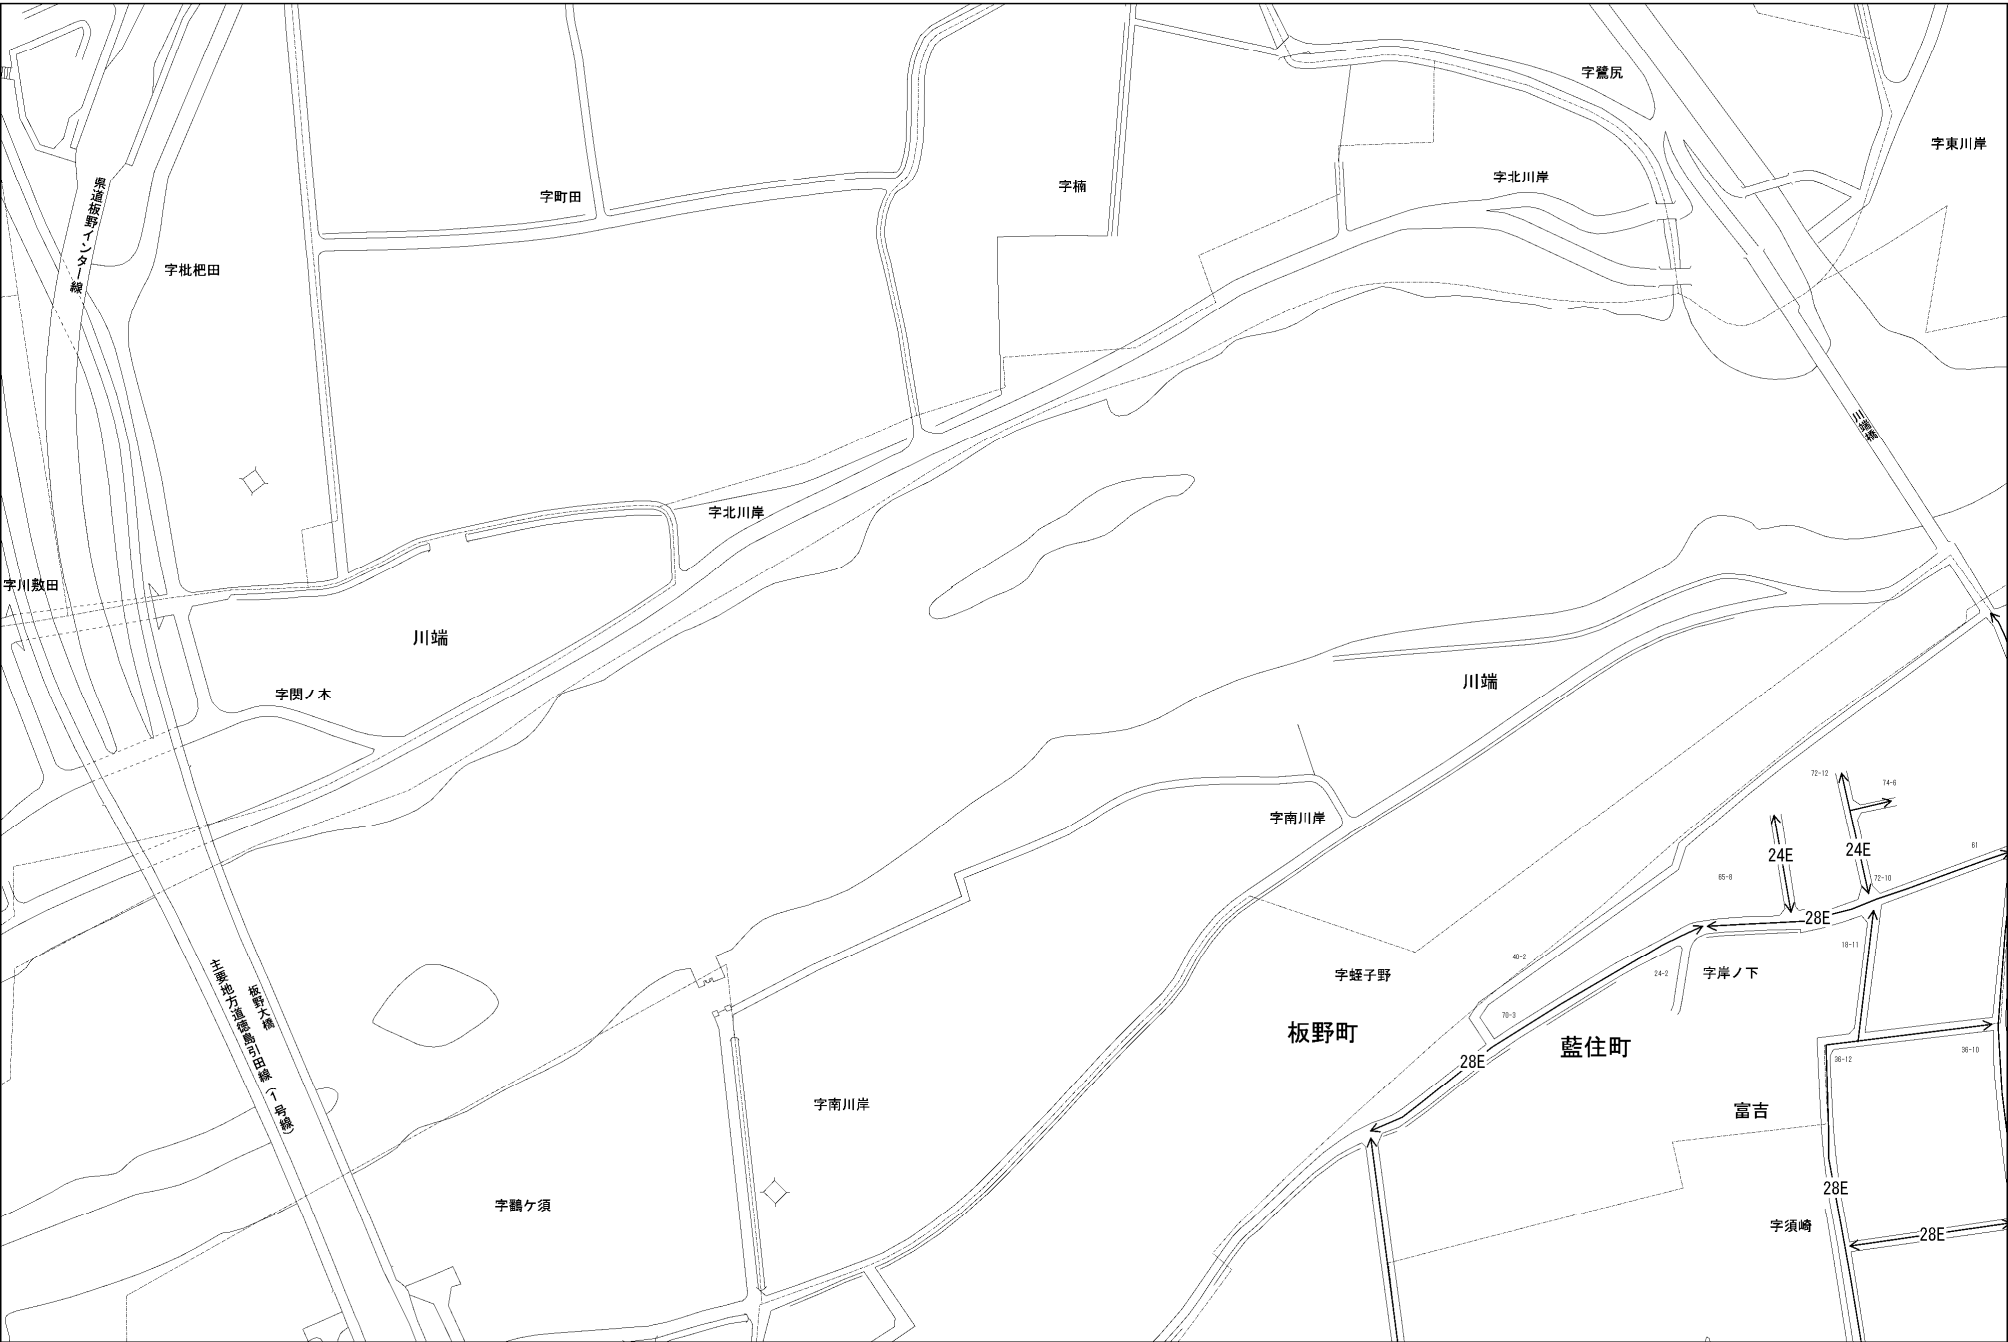 字鷺尻
字東川岸
字北川岸
字楠
字町田
県道板野インター線
字枇杷田
川端橋
字北川岸
字川敷田
川端
字関ノ木
川端
72-12
74-6
字南川岸
24E
24E
61
65-8
72-10
28E
18-11
40-2
24-2
字岸ノ下
字蛭子野
主要地方道徳島引田線(1号線)
板野大橋
70-3
板野町
藍住町
28E
36-12
36-10
字南川岸
富吉
28E
字鶴ケ須
字須崎
28E